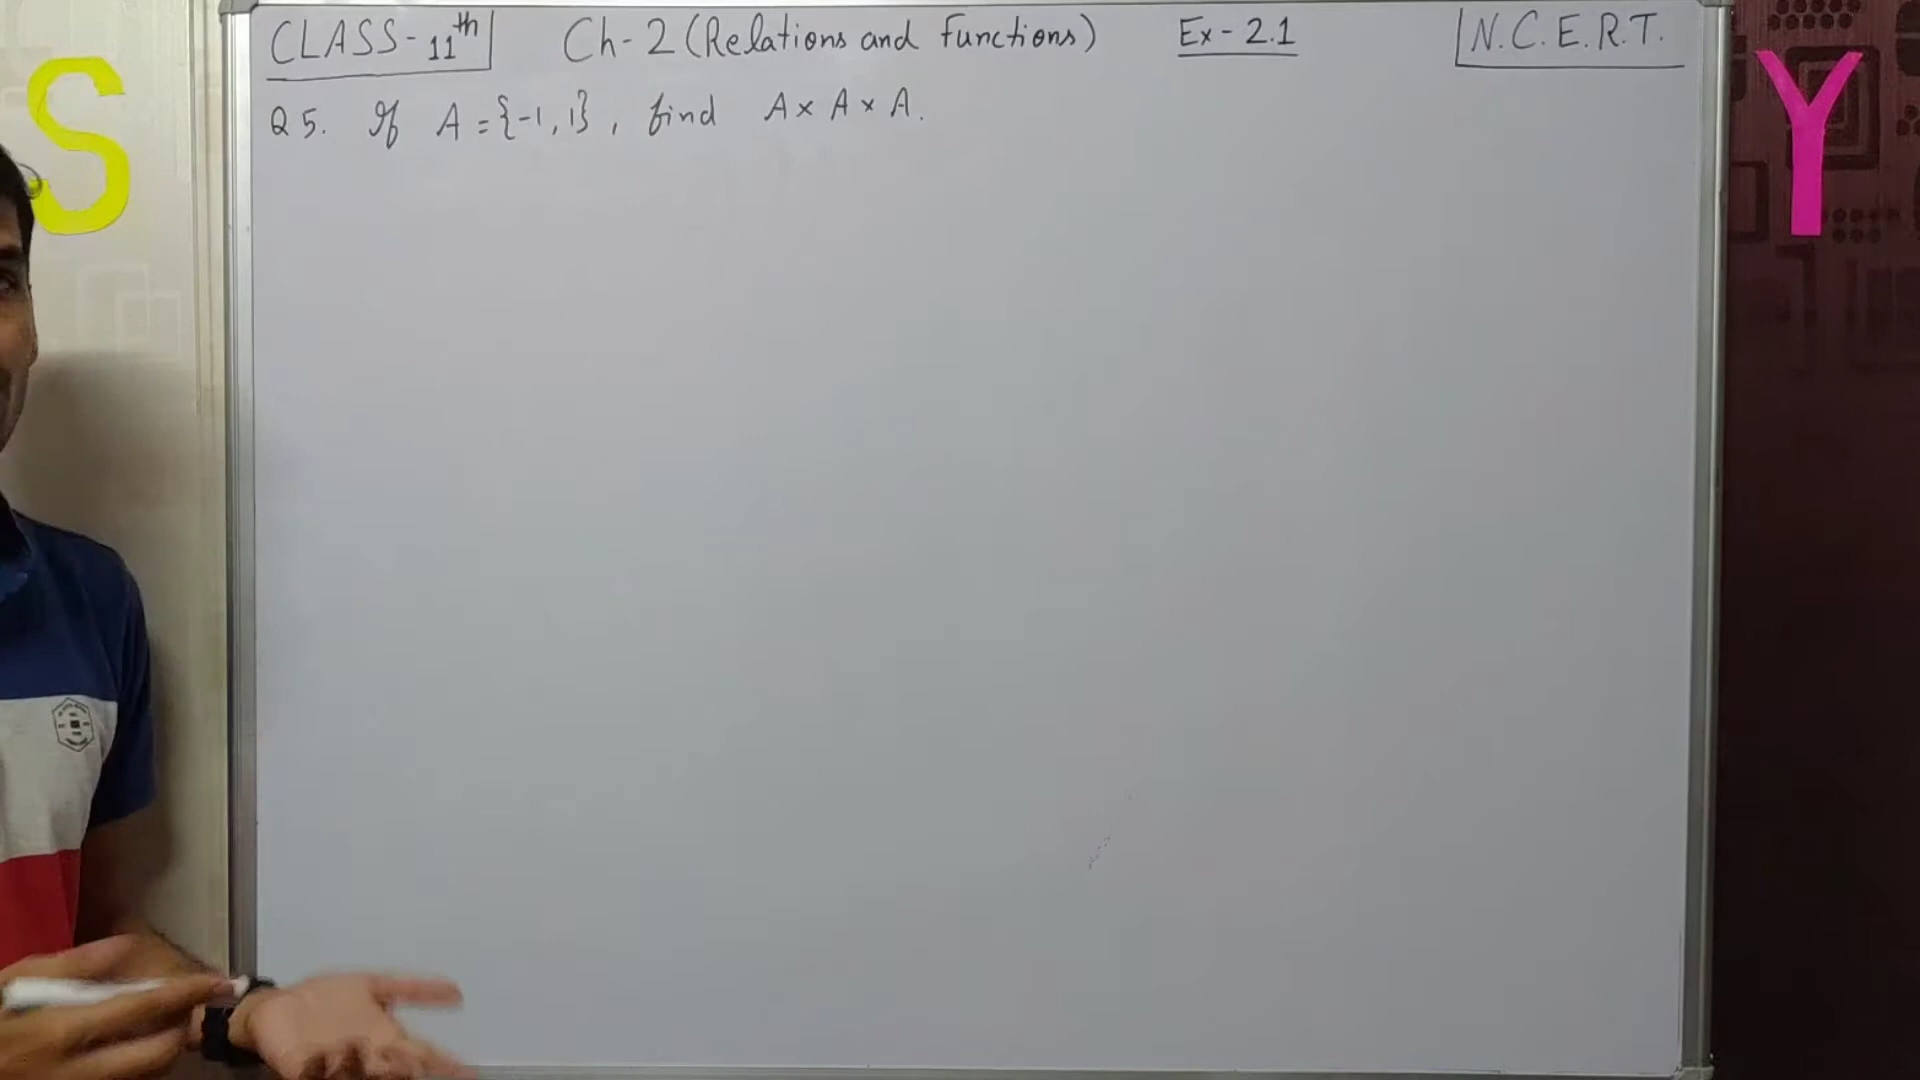 S
CLASS-11th Ch-2 (Relations and Functions) Ex-2.1 N.C.E.R.T.
Y
Q5. If A = {-1, 1}, find A × A × A.